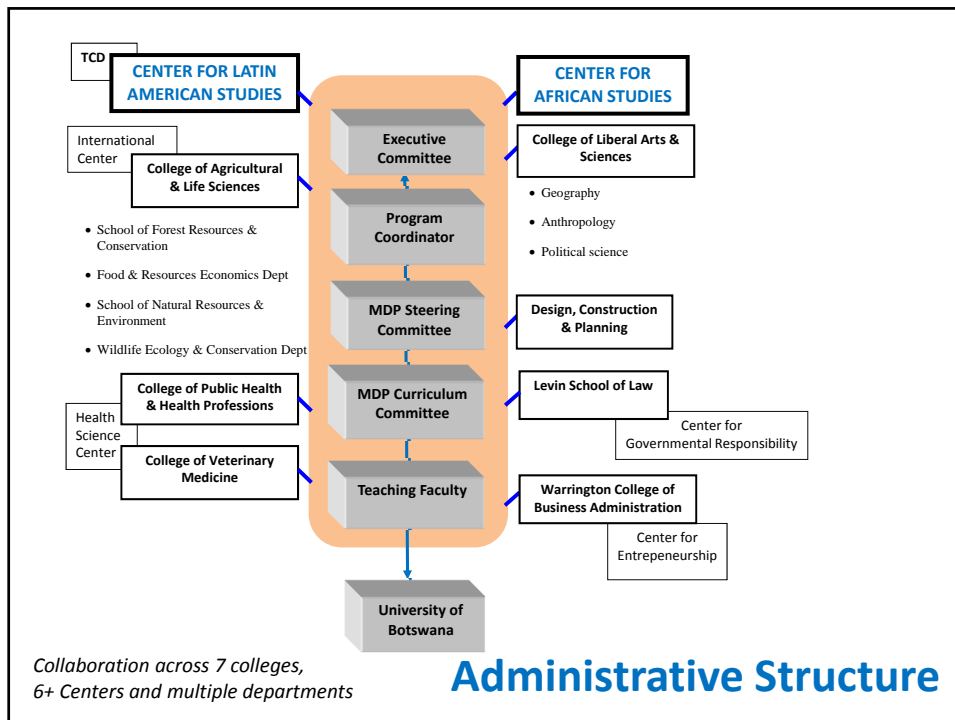 TCD
CENTER FOR LATIN
AMERICAN STUDIES
CENTER FOR
AFRICAN STUDIES
Executive
Committee
College of Liberal Arts &
Sciences
International
Center
College of Agricultural
& Life Sciences
• Geography
• Anthropology
• Political science
Program
Coordinator
• School of Forest Resources &
Conservation
• Food & Resources Economics Dept
• School of Natural Resources &
Environment
• Wildlife Ecology & Conservation Dept
MDP Steering
Committee
Design, Construction
& Planning
College of Public Health
& Health Professions
MDP Curriculum
Committee
Levin School of Law
Center for
Governmental Responsibility
Health
Science
Center
College of Veterinary
Medicine
Teaching Faculty
Warrington College of
Business Administration
Center for
Entrepeneurship
University of
Botswana
Collaboration across 7 colleges,
6+ Centers and multiple departments
Administrative Structure